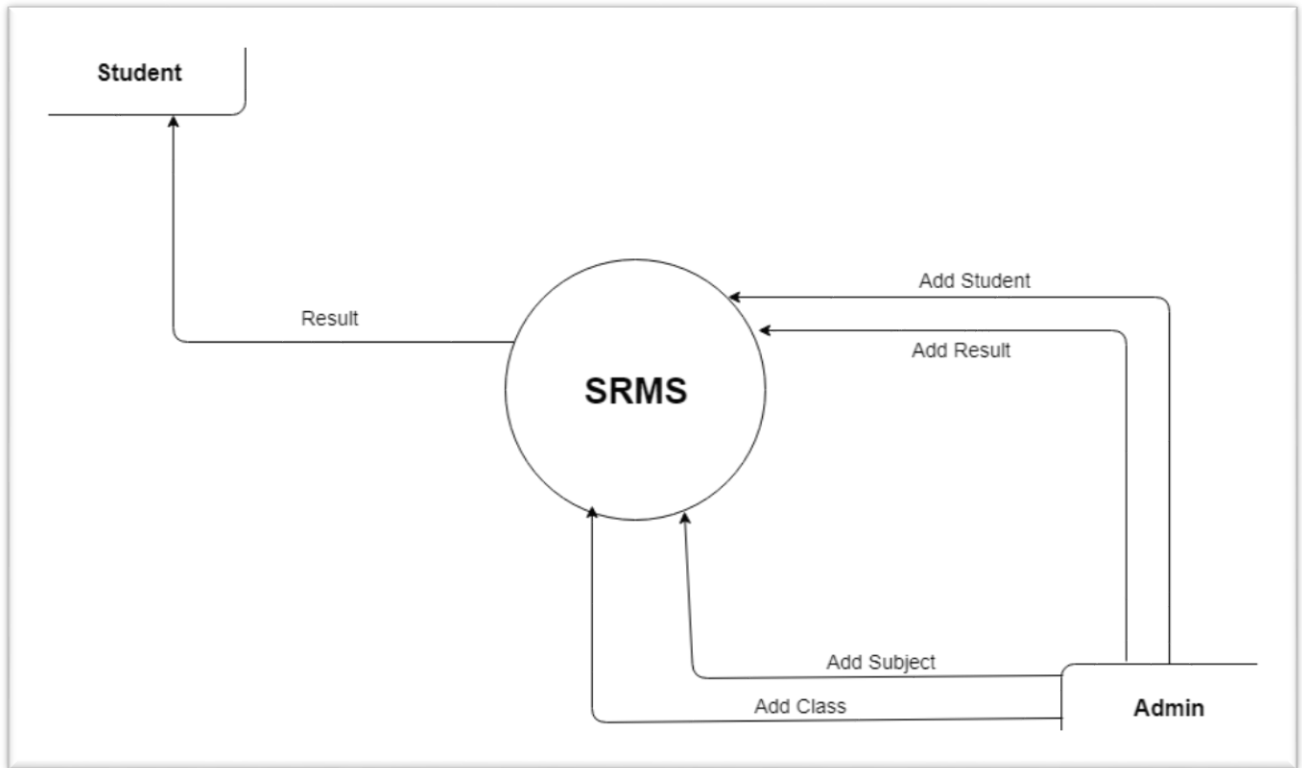 Student
Add Student
Result
Add Result
SRMS
Add Subject
Add Class
Admin